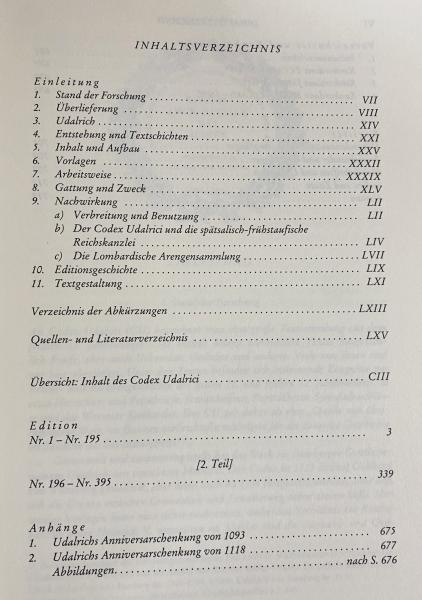 INHALTSVERZEICHNIS
Einleitung
1. Stand der Forschung VII
2. Überlieferung VIII
3. Udalrich XIV
4. Entstehung und Textschichten XXI
5. Inhalt und Aufbau XXV
6. Vorlagen XXXII
7. Arbeitsweise XXXIX
8. Gattung und Zweck XLV
9. Nachwirkung LII
a) Verbreitung und Benutzung LII
b) Der Codex Udalrici und die spätsalisch-frühstaufische
Reichskanzlei LIV
c) Die Lombardische Arengensammlung LVII
10. Editionsgeschichte LIX
11. Textgestaltung LXI
Verzeichnis der Abkürzungen LXIII
Quellen- und Literaturverzeichnis LXV
Übersicht: Inhalt des Codex Udalrici CIII
Edition
Nr. 1 – Nr. 195 3
[2. Teil]
Nr. 196 – Nr. 395 339
Anhänge
1. Udalrichs Anniversarschenkung von 1093 675
2. Udalrichs Anniversarschenkung von 1118 677
Abbildungen nach S. 676